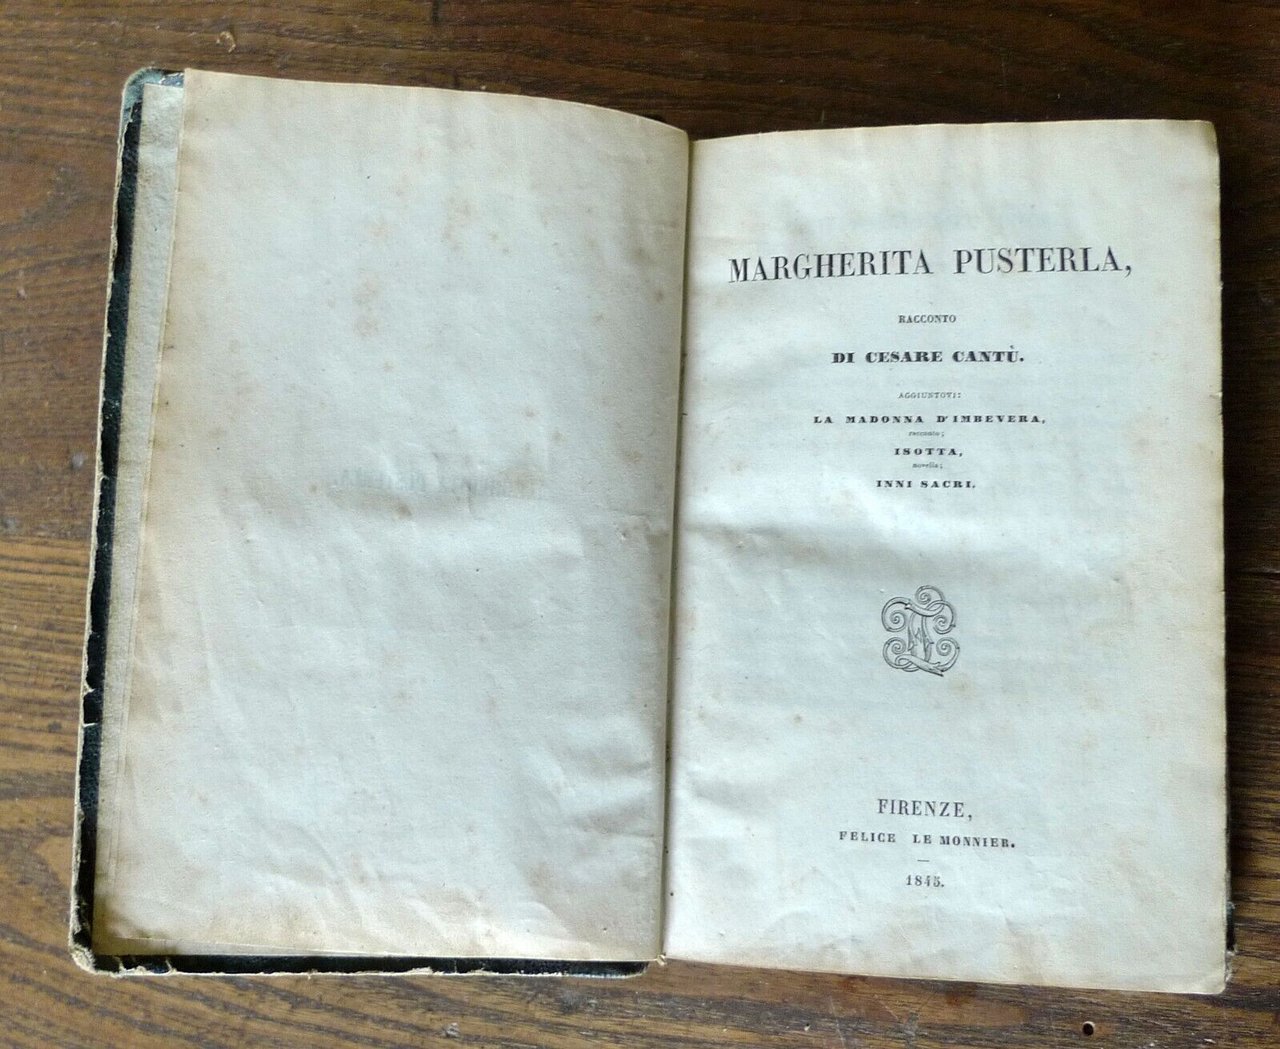 MARGHERITA PUSTERLA,
RACCONTO
DI CESARE CANTÙ.
AGGIUNTOVI:
LA MADONNA D'IMBEVERA,
racconto;
ISOTTA,
novella;
INNI SACRI.
FIRENZE,
FELICE LE MONNIER.
—
1845.